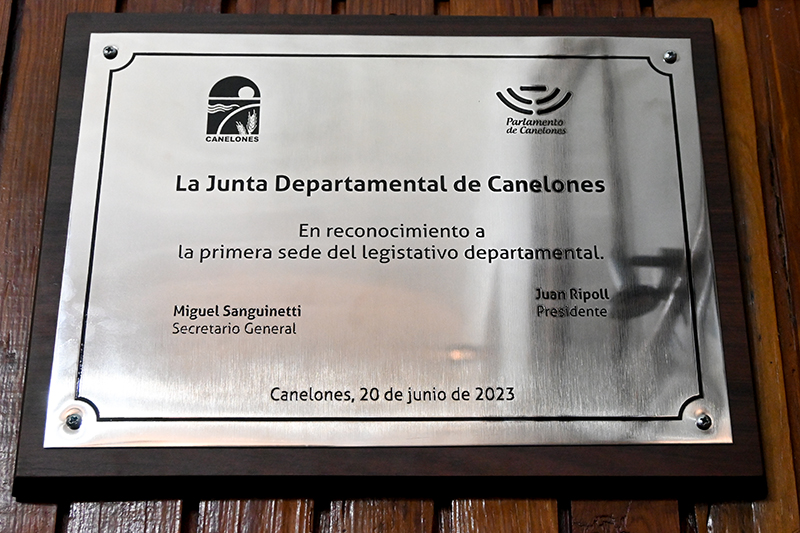 CANELONES
Parlamento
de Canelones
La Junta Departamental de Canelones
En reconocimiento a
la primera sede del legistativo departamental.
Miguel Sanguinetti
Secretario General
Juan Ripoll
Presidente
Canelones, 20 de junio de 2023